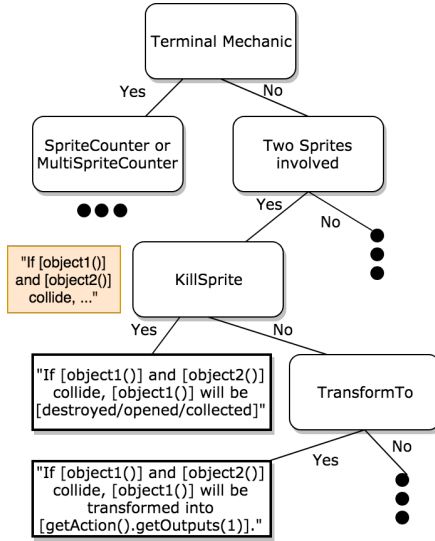 Terminal Mechanic
Yes
No
SpriteCounter or
MultiSpriteCounter
Two Sprites
involved
Yes
No
"If [object1()]
and [object2()]
collide, ..."
KillSprite
Yes
No
"If [object1()] and [object2()]
collide, [object1()] will be
[destroyed/opened/collected]"
TransformTo
Yes
No
"If [object1()] and [object2()]
collide, [object1()] will be
transformed into
[getAction().getOutputs(1)]."